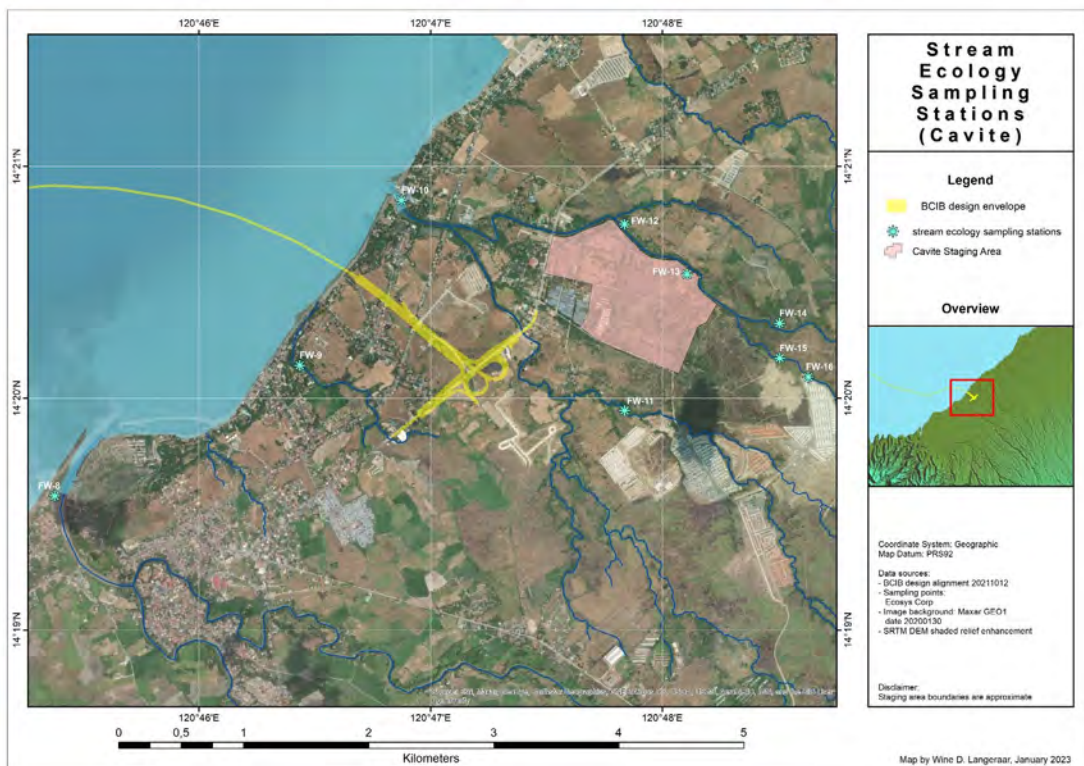 120°46'E
120°47'E
120°48'E
14°21'N
14°20'N
14°19'N
14°21'N
14°20'N
14°19'N
FW-10
FW-12
FW-13
FW-14
FW-9
FW-15
FW-16
FW-11
FW-8
120°46'E
120°47'E
120°48'E
0 0,5 1 2 3 4 5
Kilometers
Stream
Ecology
Sampling
Stations
(Cavite)
Legend
BCIB design envelope
stream ecology sampling stations
Cavite Staging Area
Overview
Coordinate System: Geographic
Map Datum: PRS92
Data sources:
- BCIB design alignment 20211012
- Sampling points:
Ecosys Corp
- Image background: Maxar GEO1
date 20200130
- SRTM DEM shaded relief enhancement
Disclaimer:
Staging area boundaries are approximate
Map by Wine D. Langeraar, January 2023